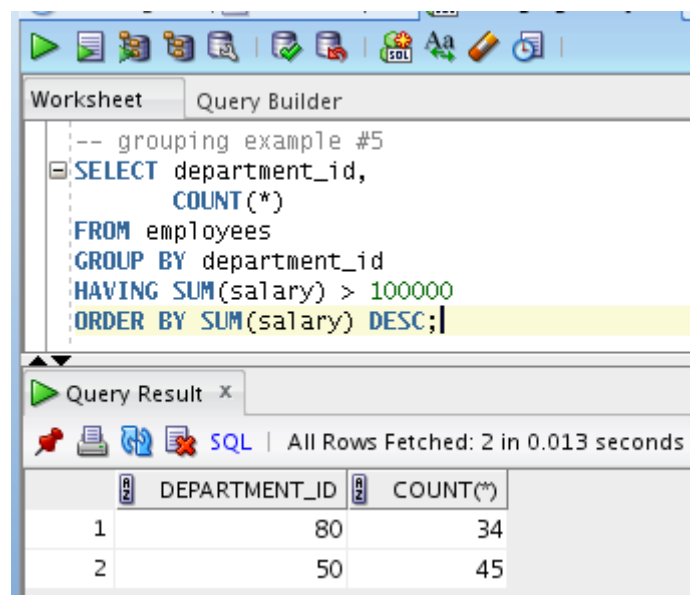 SQL Aa
Worksheet Query Builder
-- grouping example #5
SELECT department_id,
COUNT(*)
FROM employees
GROUP BY department_id
HAVING SUM(salary) > 100000
ORDER BY SUM(salary) DESC;
Query Result x
SQL | All Rows Fetched: 2 in 0.013 seconds
A Z DEPARTMENT_ID A Z COUNT(*)
1 80 34
2 50 45